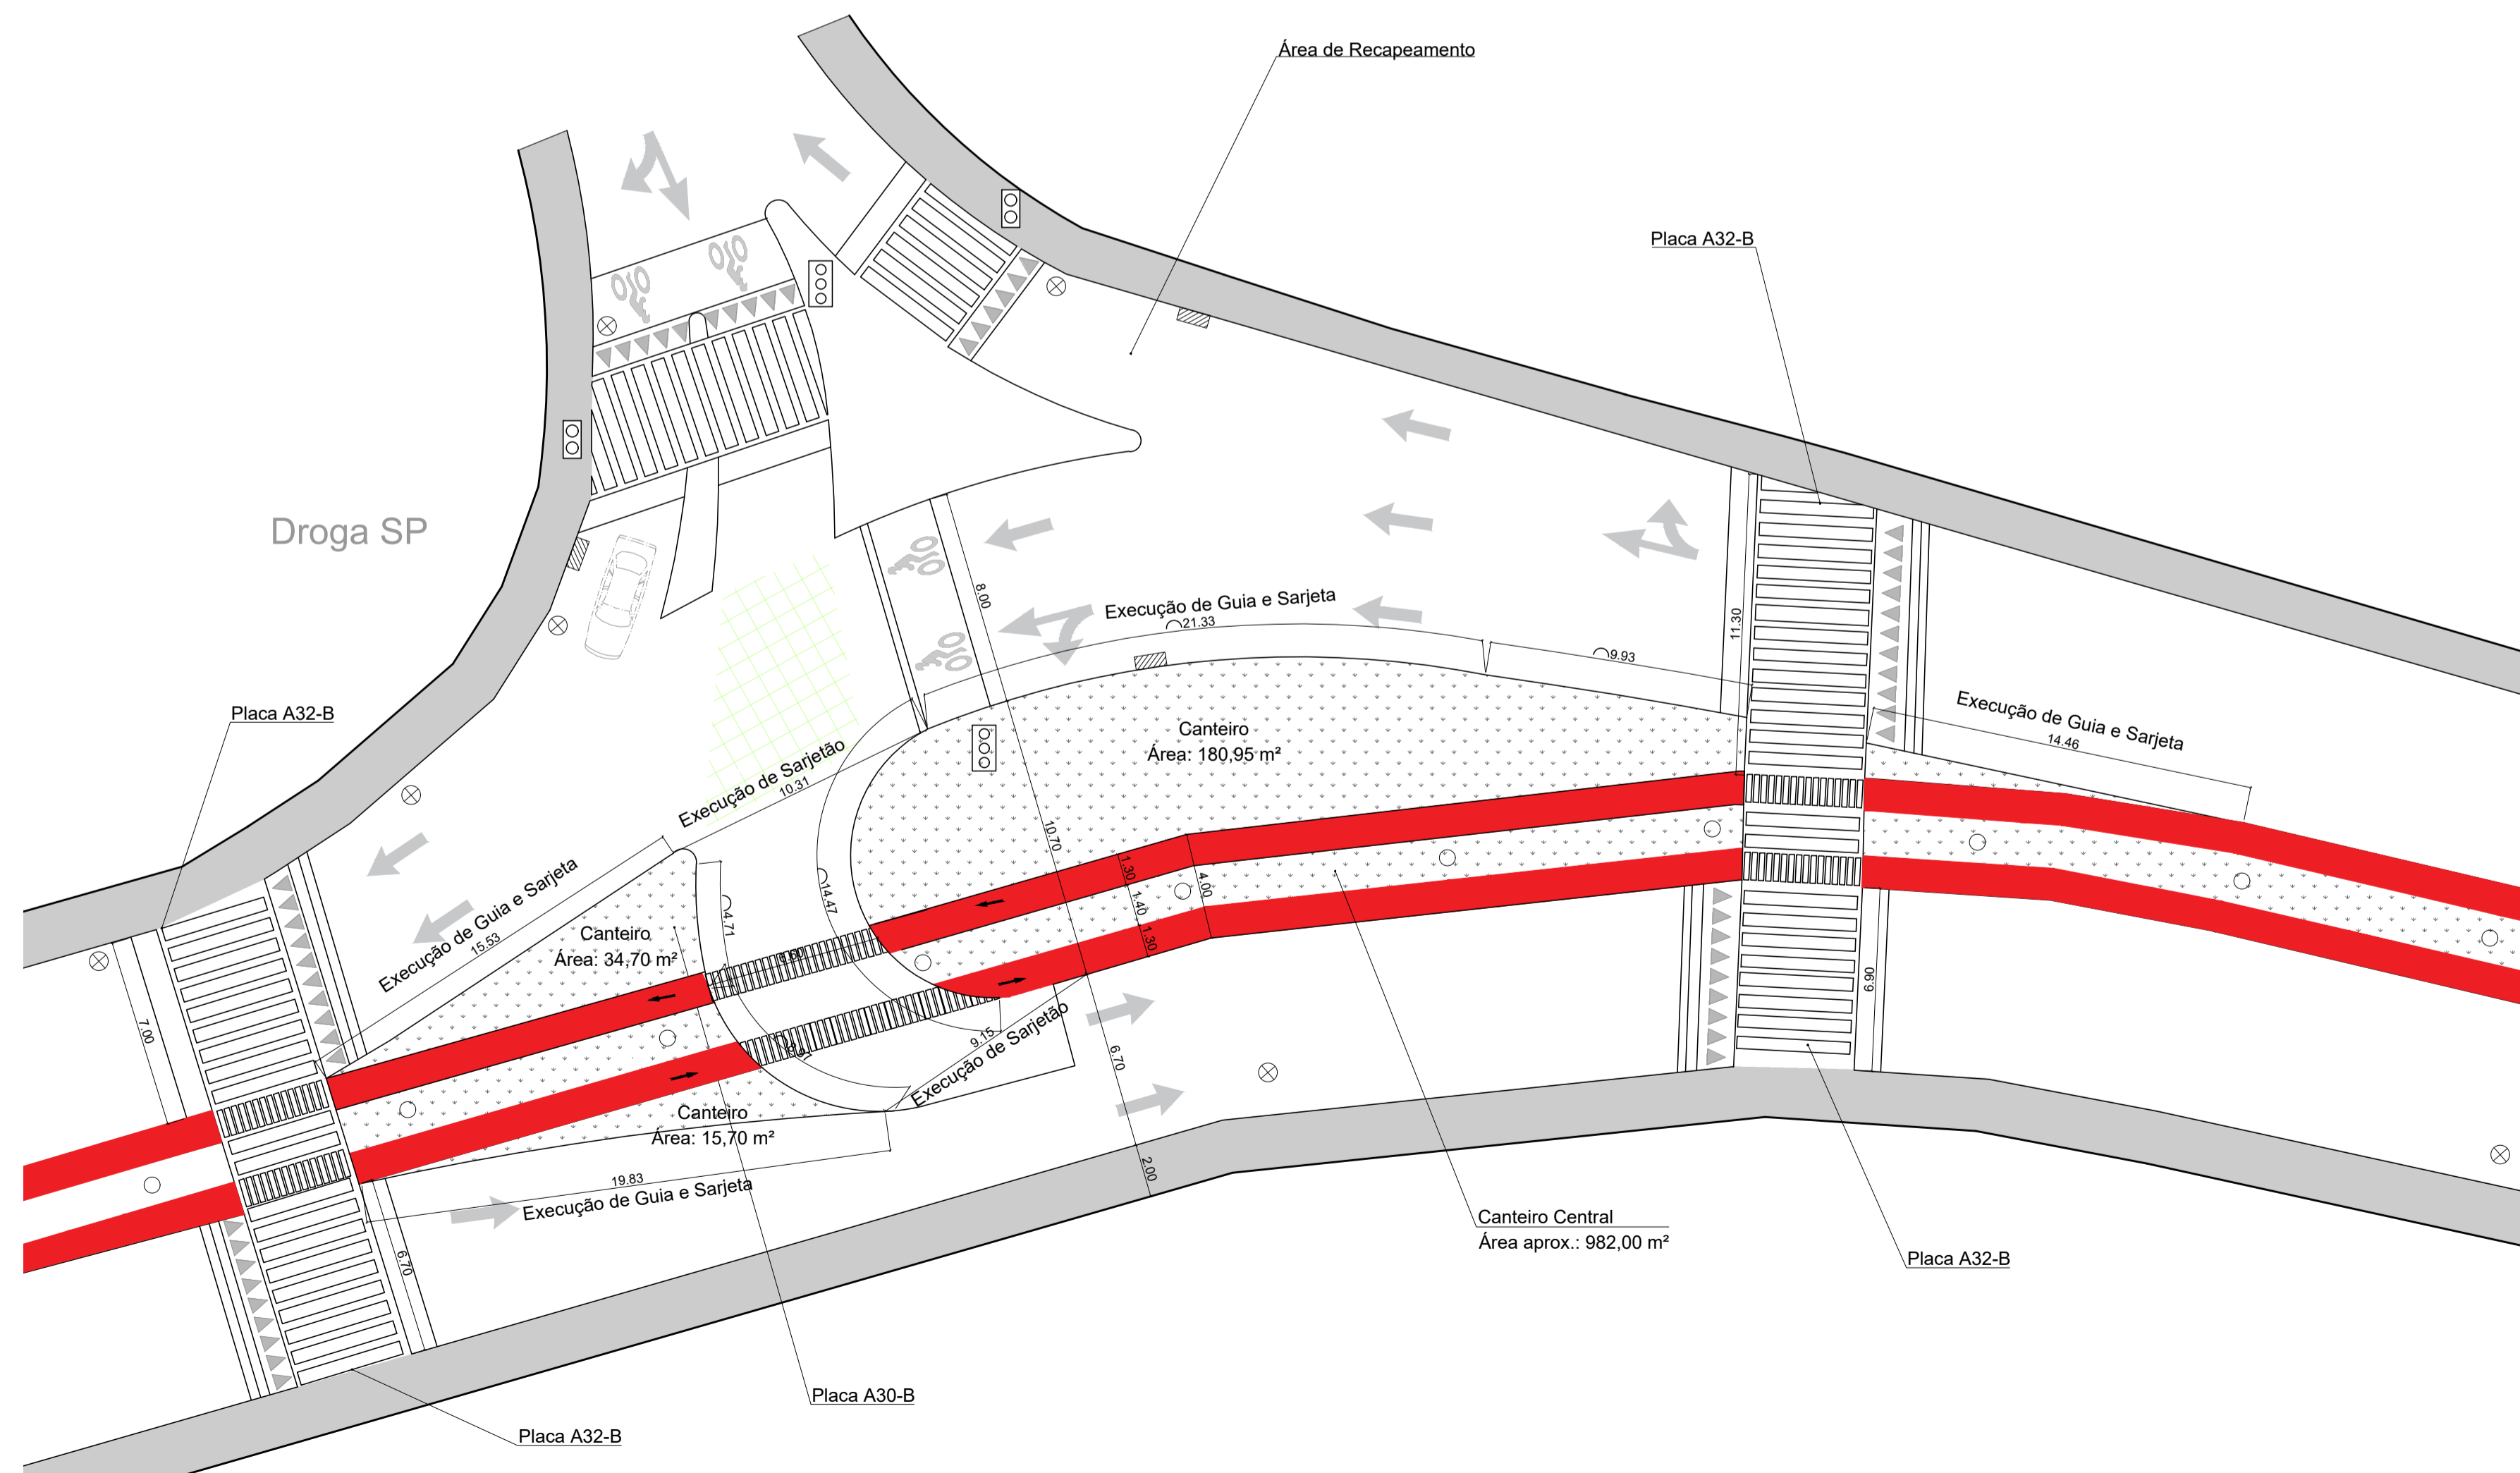 Área de Recapeamento
Placa A32-B
Droga SP
8.00
Execução de Guia e Sarjeta
21.33
11.30
9.93
Execução de Guia e Sarjeta
14.46
Placa A32-B
Canteiro
Área: 180,95 m²
Execução de Sarjetão
10.31
10.70
1.30
1.40
1.30
4.00
14.47
4.71
Execução de Guia e Sarjeta
15.53
Canteiro
Área: 34,70 m²
6.60
7.00
6.90
9.15
Execução de Sarjetão
6.70
Canteiro
Área: 15,70 m²
2.00
19.83
Execução de Guia e Sarjeta
6.70
Canteiro Central
Área aprox.: 982,00 m²
Placa A32-B
Placa A30-B
Placa A32-B